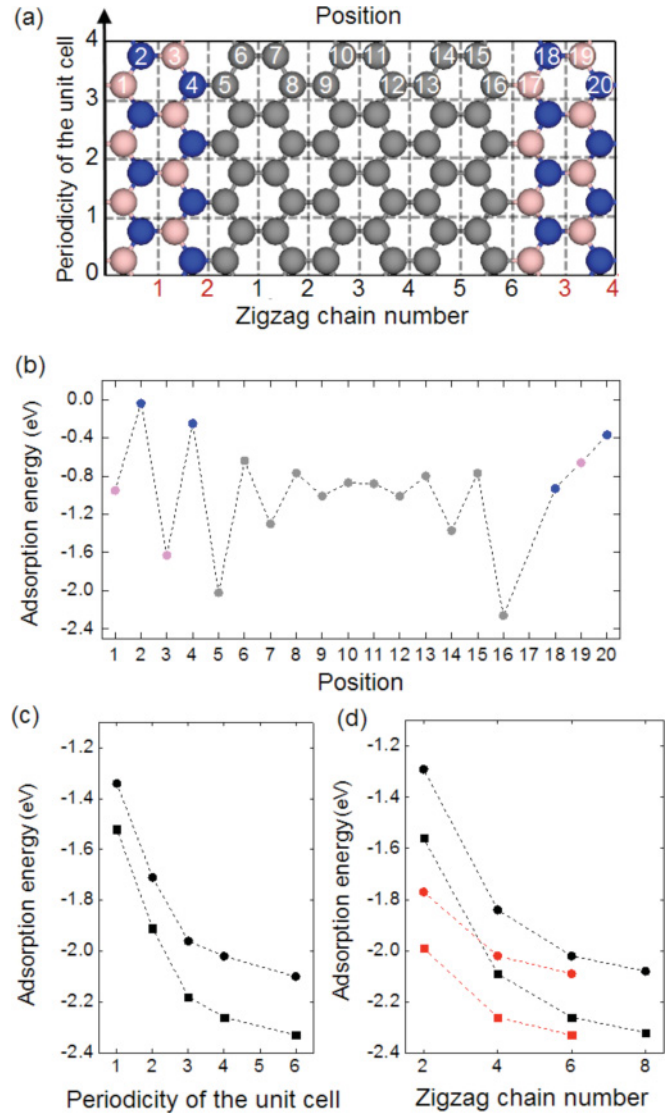 (a)
Position
Periodicity of the unit cell
4
3
2
1
0
2 3 6 7 10 11 14 15 18 19
1 4 5 8 9 12 13 16 17 20
1 2 1 2 3 4 5 6 3 4
Zigzag chain number
(b)
Adsorption energy (eV)
0.0
-0.4
-0.8
-1.2
-1.6
-2.0
-2.4
1 2 3 4 5 6 7 8 9 10 11 12 13 14 15 16 17 18 19 20
Position
(c)
Adsorption energy (eV)
-1.2
-1.4
-1.6
-1.8
-2.0
-2.2
-2.4
1 2 3 4 5 6
Periodicity of the unit cell
(d)
Adsorption energy (eV)
-1.2
-1.4
-1.6
-1.8
-2.0
-2.2
-2.4
2 4 6 8
Zigzag chain number